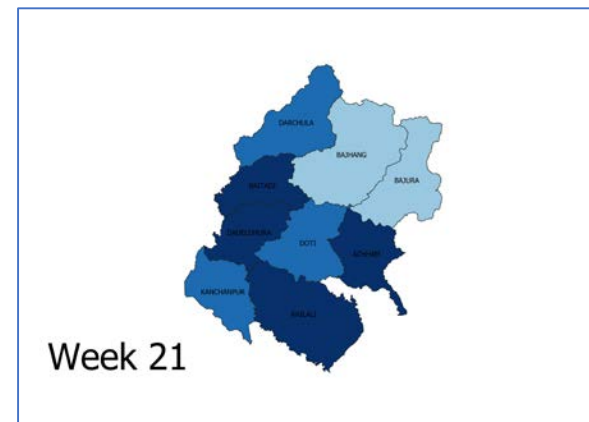 DARCHULA
BAJHANG
BAJURA
BAITADI
DADELDHURA
DOTI
ACHHAM
KANCHANPUR
KAILALI
Week 21